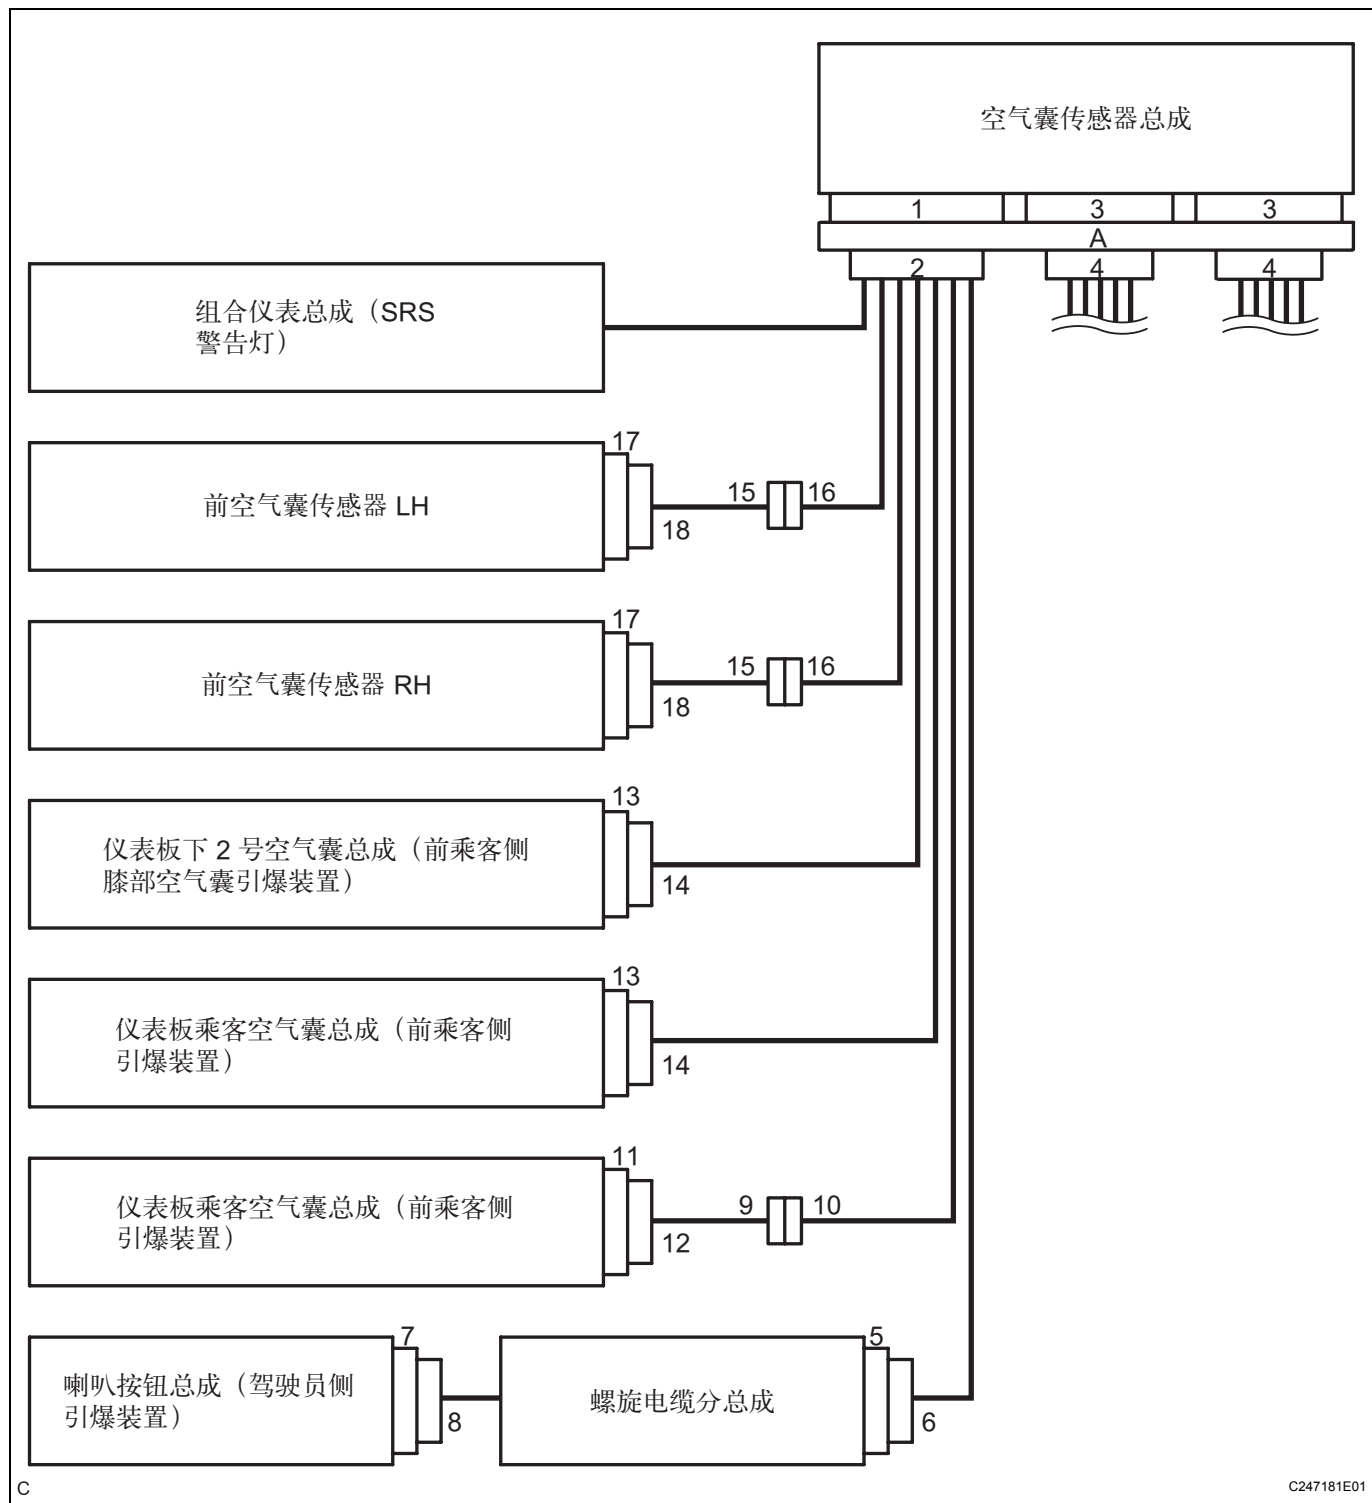 空气囊传感器总成
1
3
3
A
2
4
4
组合仪表总成（SRS
警告灯）
17
前空气囊传感器 LH
15
16
18
17
前空气囊传感器 RH
15
16
18
13
仪表板下 2 号空气囊总成（前乘客侧
膝部空气囊引爆装置）
14
13
仪表板乘客空气囊总成（前乘客侧
引爆装置）
14
11
仪表板乘客空气囊总成（前乘客侧
引爆装置）
9
10
12
7
5
喇叭按钮总成（驾驶员侧
引爆装置）
螺旋电缆分总成
8
6
C
C247181E01